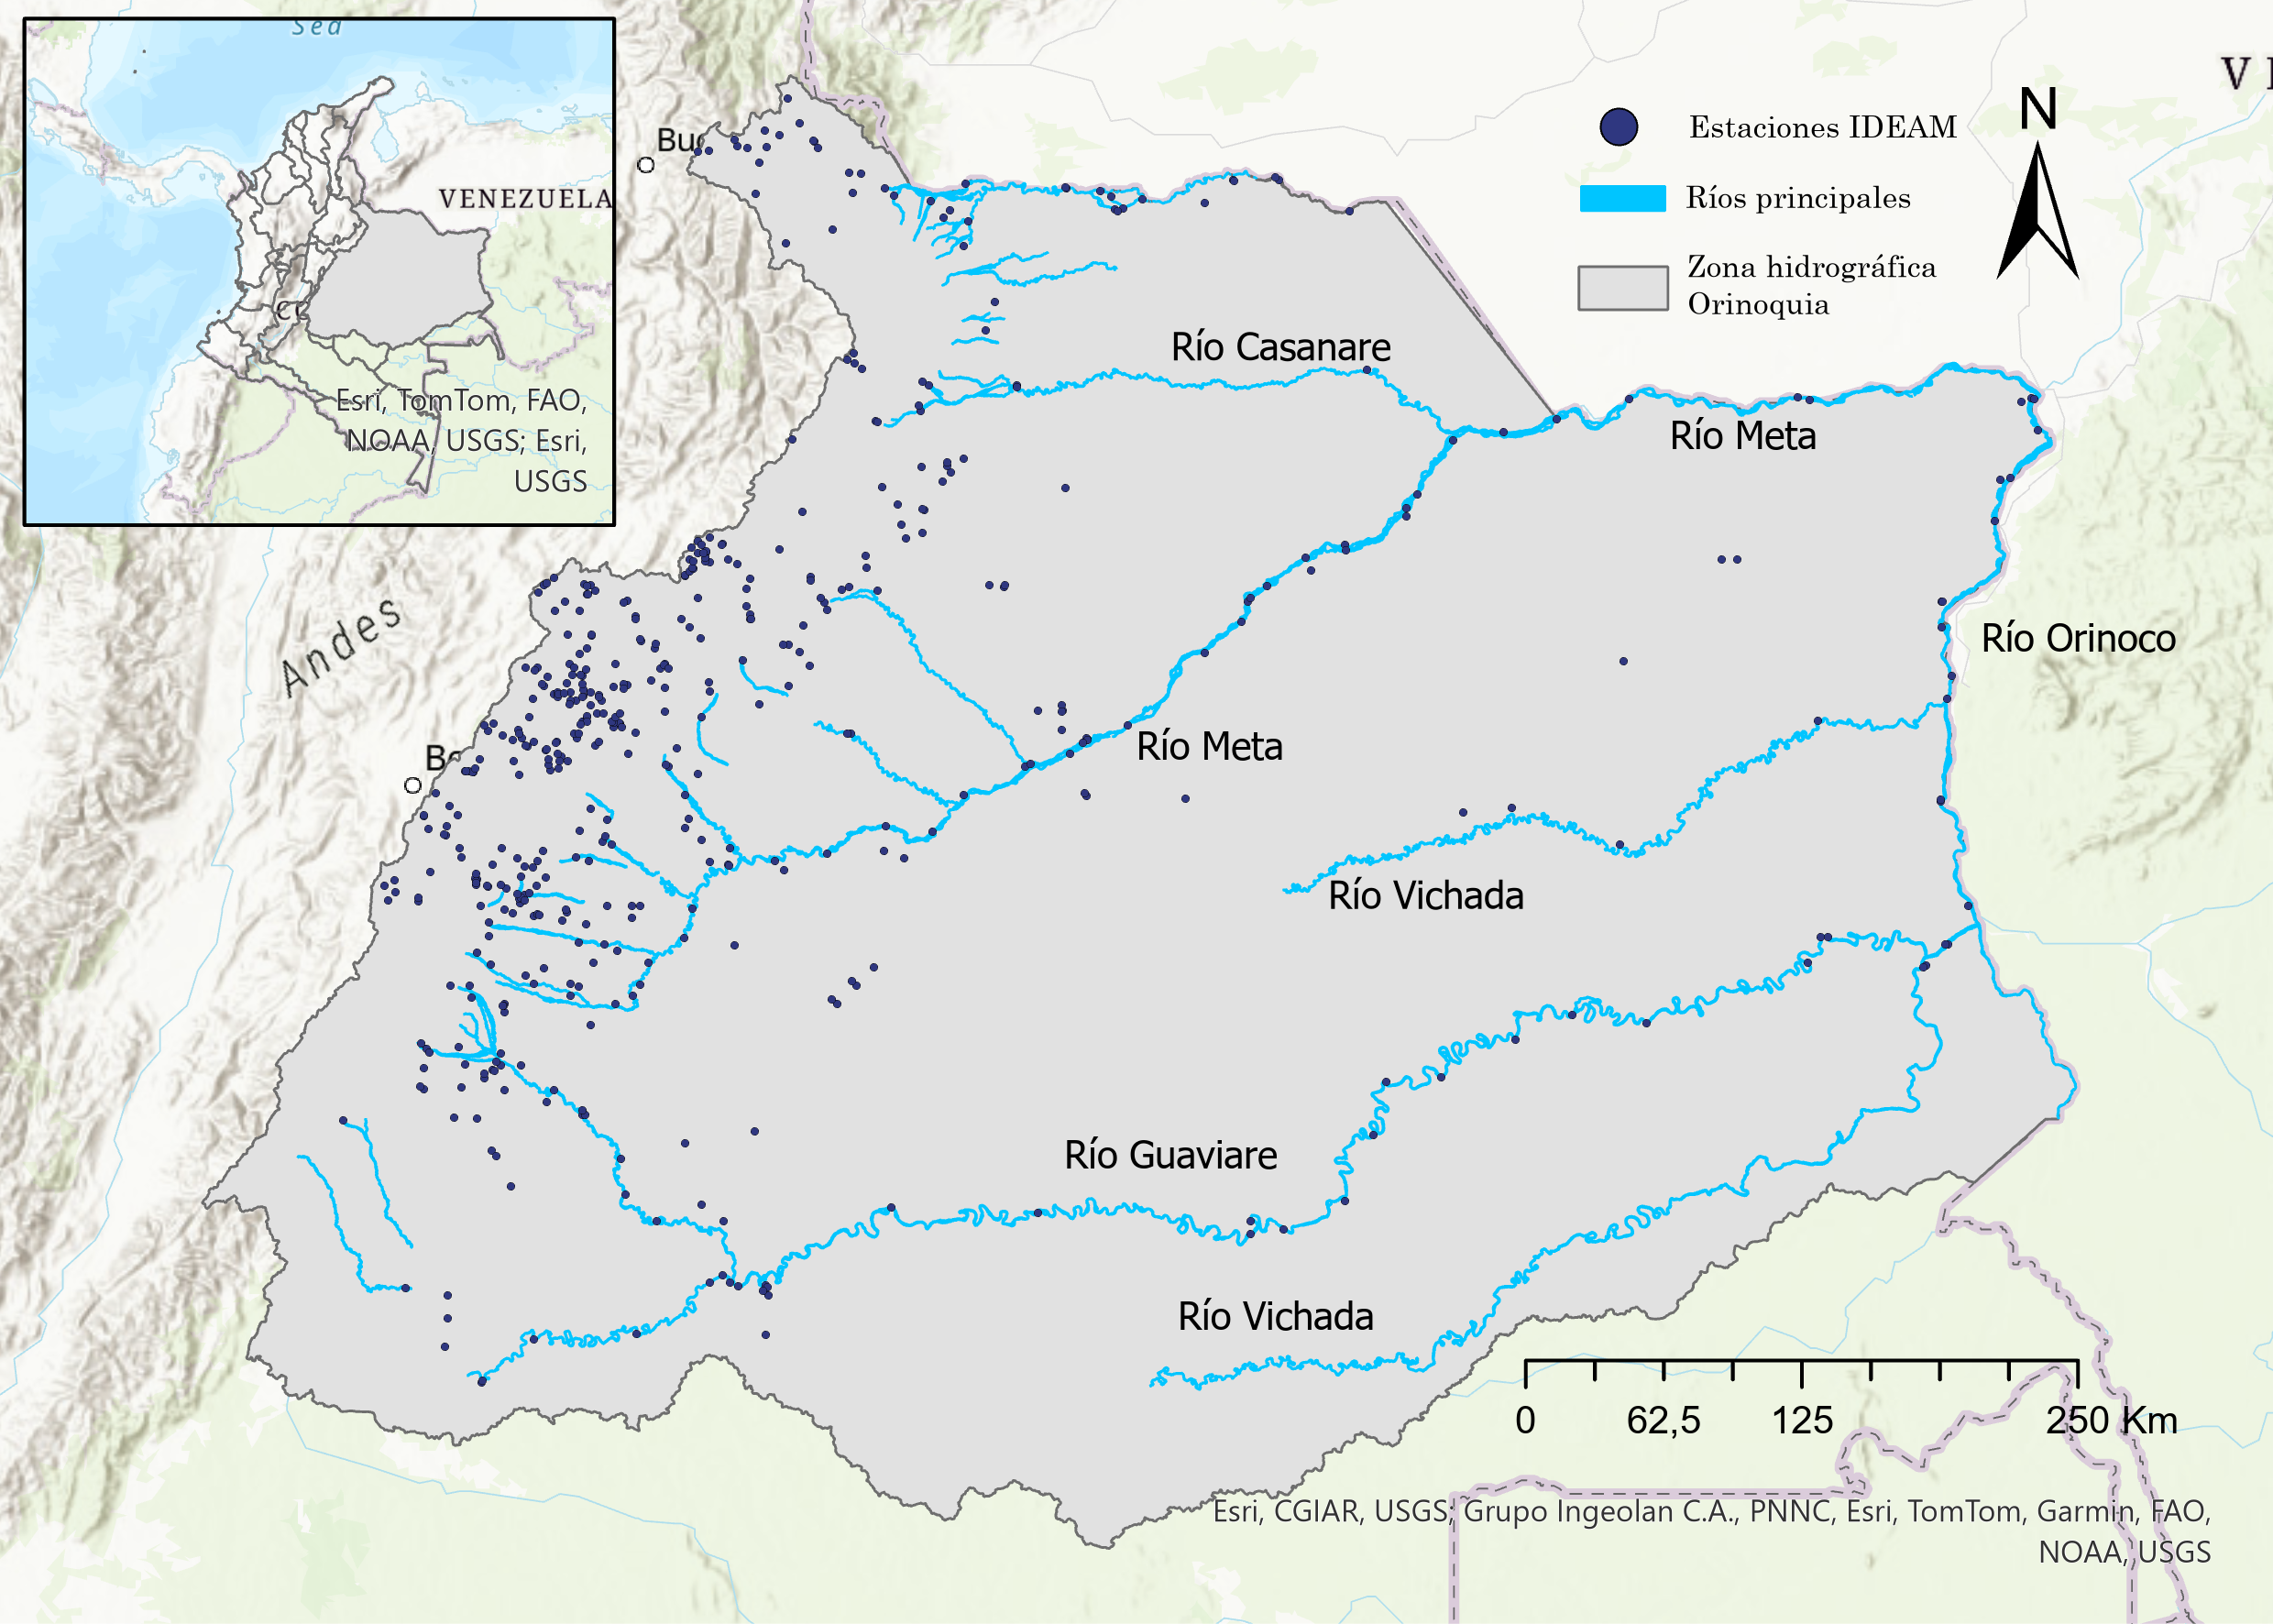 Sea
VENEZUELA
Esri, TomTom, FAO,
NOAA, USGS; Esri,
USGS
Buc
V
N
Estaciones IDEAM
Ríos principales
Zona hidrográfica
Orinoquia
Río Casanare
Río Meta
Andes
Río Orinoco
Río Meta
Río Vichada
Río Guaviare
Río Vichada
0 62,5 125 250 Km
Esri, CGIAR, USGS; Grupo Ingeolan C.A., PNNC, Esri, TomTom, Garmin, FAO,
NOAA, USGS